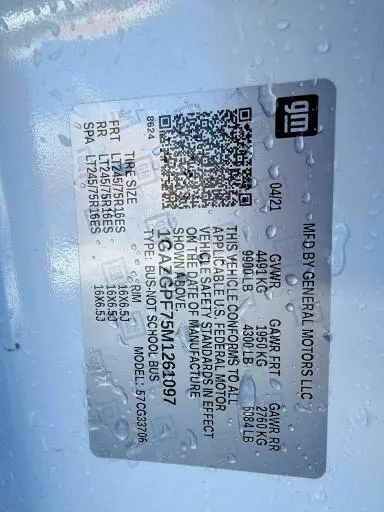 gm
MFD BY GENERAL MOTORS LLC
04/21 GVWR GAWR FRT GAWR RR
4491 KG 1950 KG 2760 KG
9900 LB 4300 LB 6084 LB
THIS VEHICLE CONFORMS TO ALL
APPLICABLE U.S. FEDERAL MOTOR
VEHICLE SAFETY STANDARDS IN EFFECT
ON THE DATE OF MANUFACTURE
SHOWN ABOVE.
1GAZGPF75M1261097
TYPE: BUS-NOT SCHOOL BUS
8624 MODEL: 57CG33706
TIRE SIZE RIM
FRT LT245/75R16ES 16X6.5J
RR LT245/75R16ES 16X6.5J
SPA LT245/75R16ES 16X6.5J